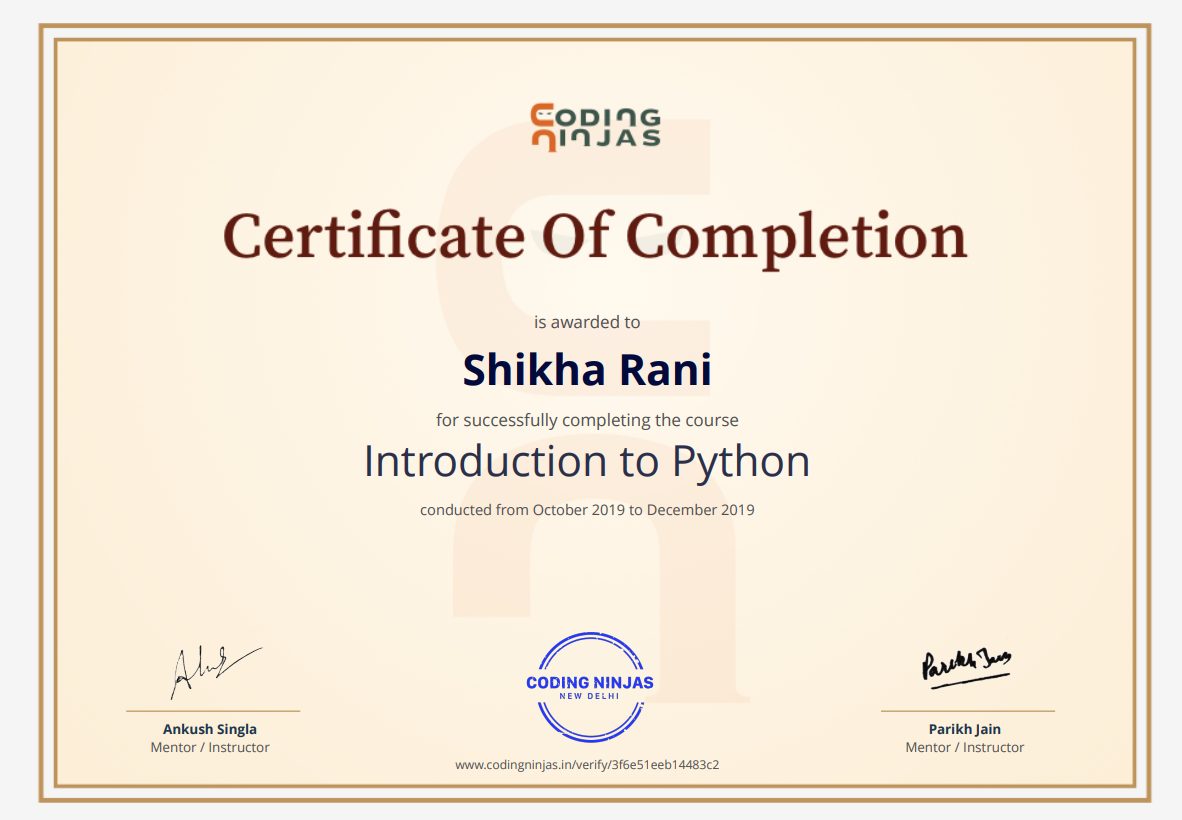 CODING
NINJAS
Certificate Of Completion
is awarded to
Shikha Rani
for successfully completing the course
Introduction to Python
conducted from October 2019 to December 2019
Parikh Jain
CODING NINJAS
NEW DELHI
Ankush Singla
Mentor / Instructor
Parikh Jain
Mentor / Instructor
www.codingninjas.in/verify/3f6e51eeb14483c2